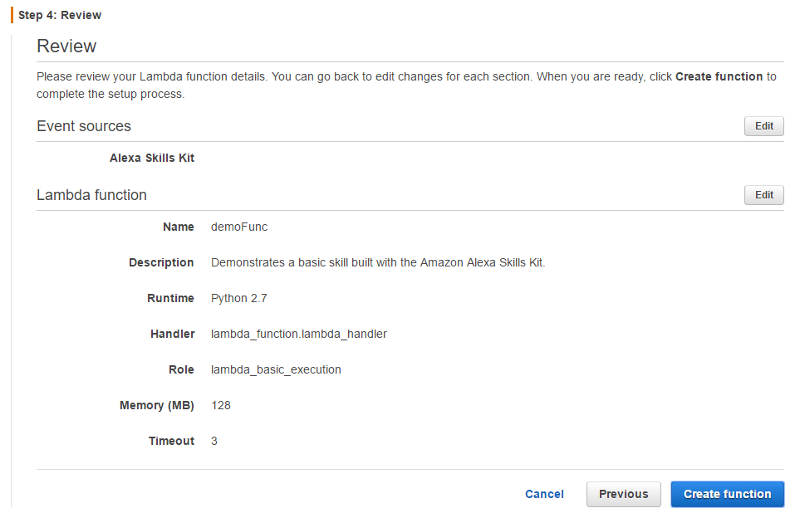 Step 4: Review
Review
Please review your Lambda function details. You can go back to edit changes for each section. When you are ready, click Create function to
complete the setup process.
Event sources Edit
Alexa Skills Kit
Lambda function Edit
Name demoFunc
Description Demonstrates a basic skill built with the Amazon Alexa Skills Kit.
Runtime Python 2.7
Handler lambda_function.lambda_handler
Role lambda_basic_execution
Memory (MB) 128
Timeout 3
Cancel Previous Create function